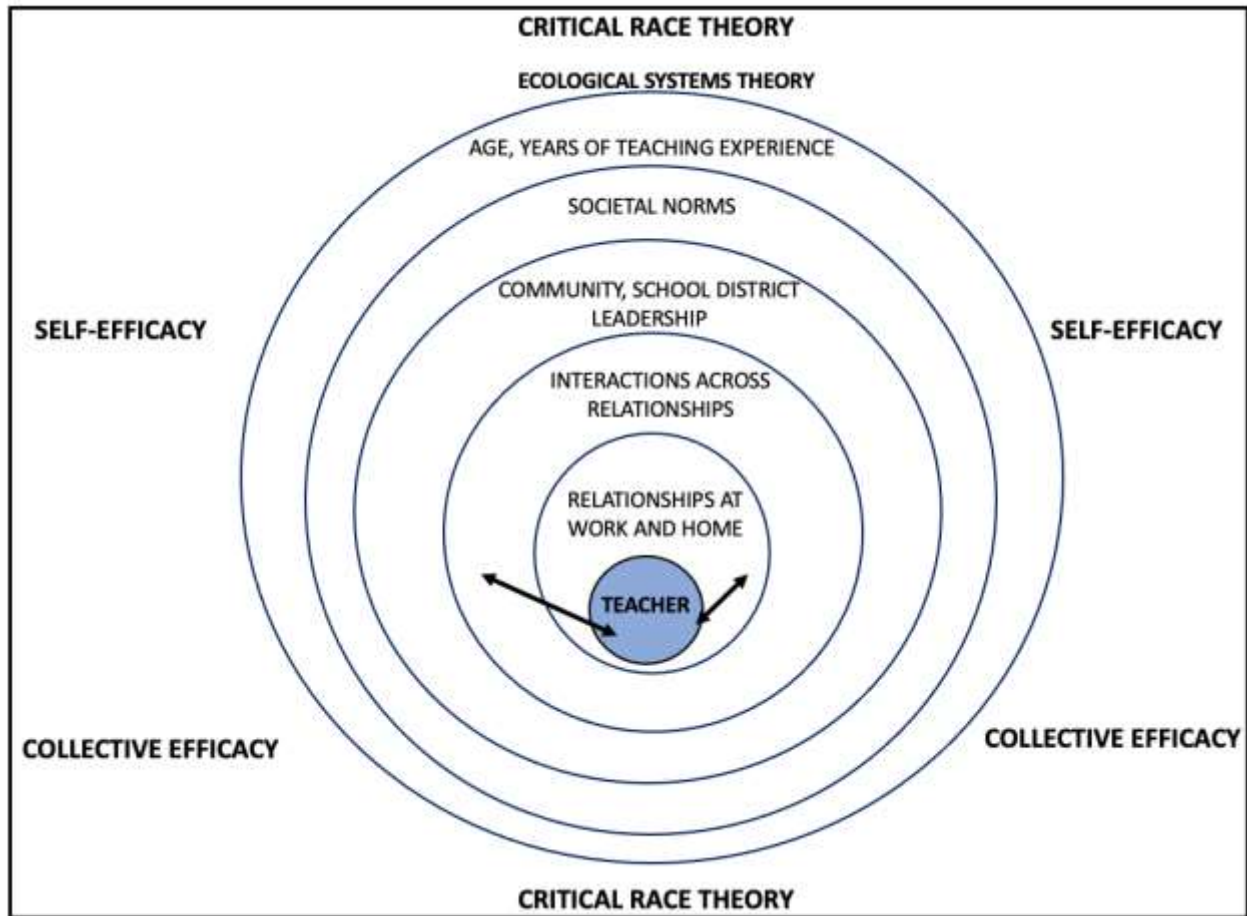 CRITICAL RACE THEORY
ECOLOGICAL SYSTEMS THEORY
AGE, YEARS OF TEACHING EXPERIENCE
SOCIETAL NORMS
COMMUNITY, SCHOOL DISTRICT
LEADERSHIP
SELF-EFFICACY
SELF-EFFICACY
INTERACTIONS ACROSS
RELATIONSHIPS
RELATIONSHIPS AT
WORK AND HOME
TEACHER
COLLECTIVE EFFICACY
COLLECTIVE EFFICACY
CRITICAL RACE THEORY